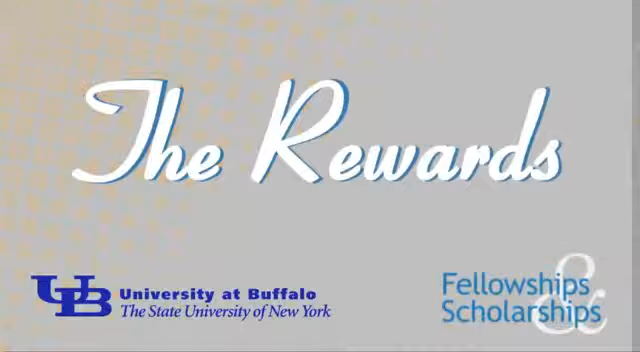 The Rewards
UB University at Buffalo
The State University of New York
Fellowships &
Scholarships